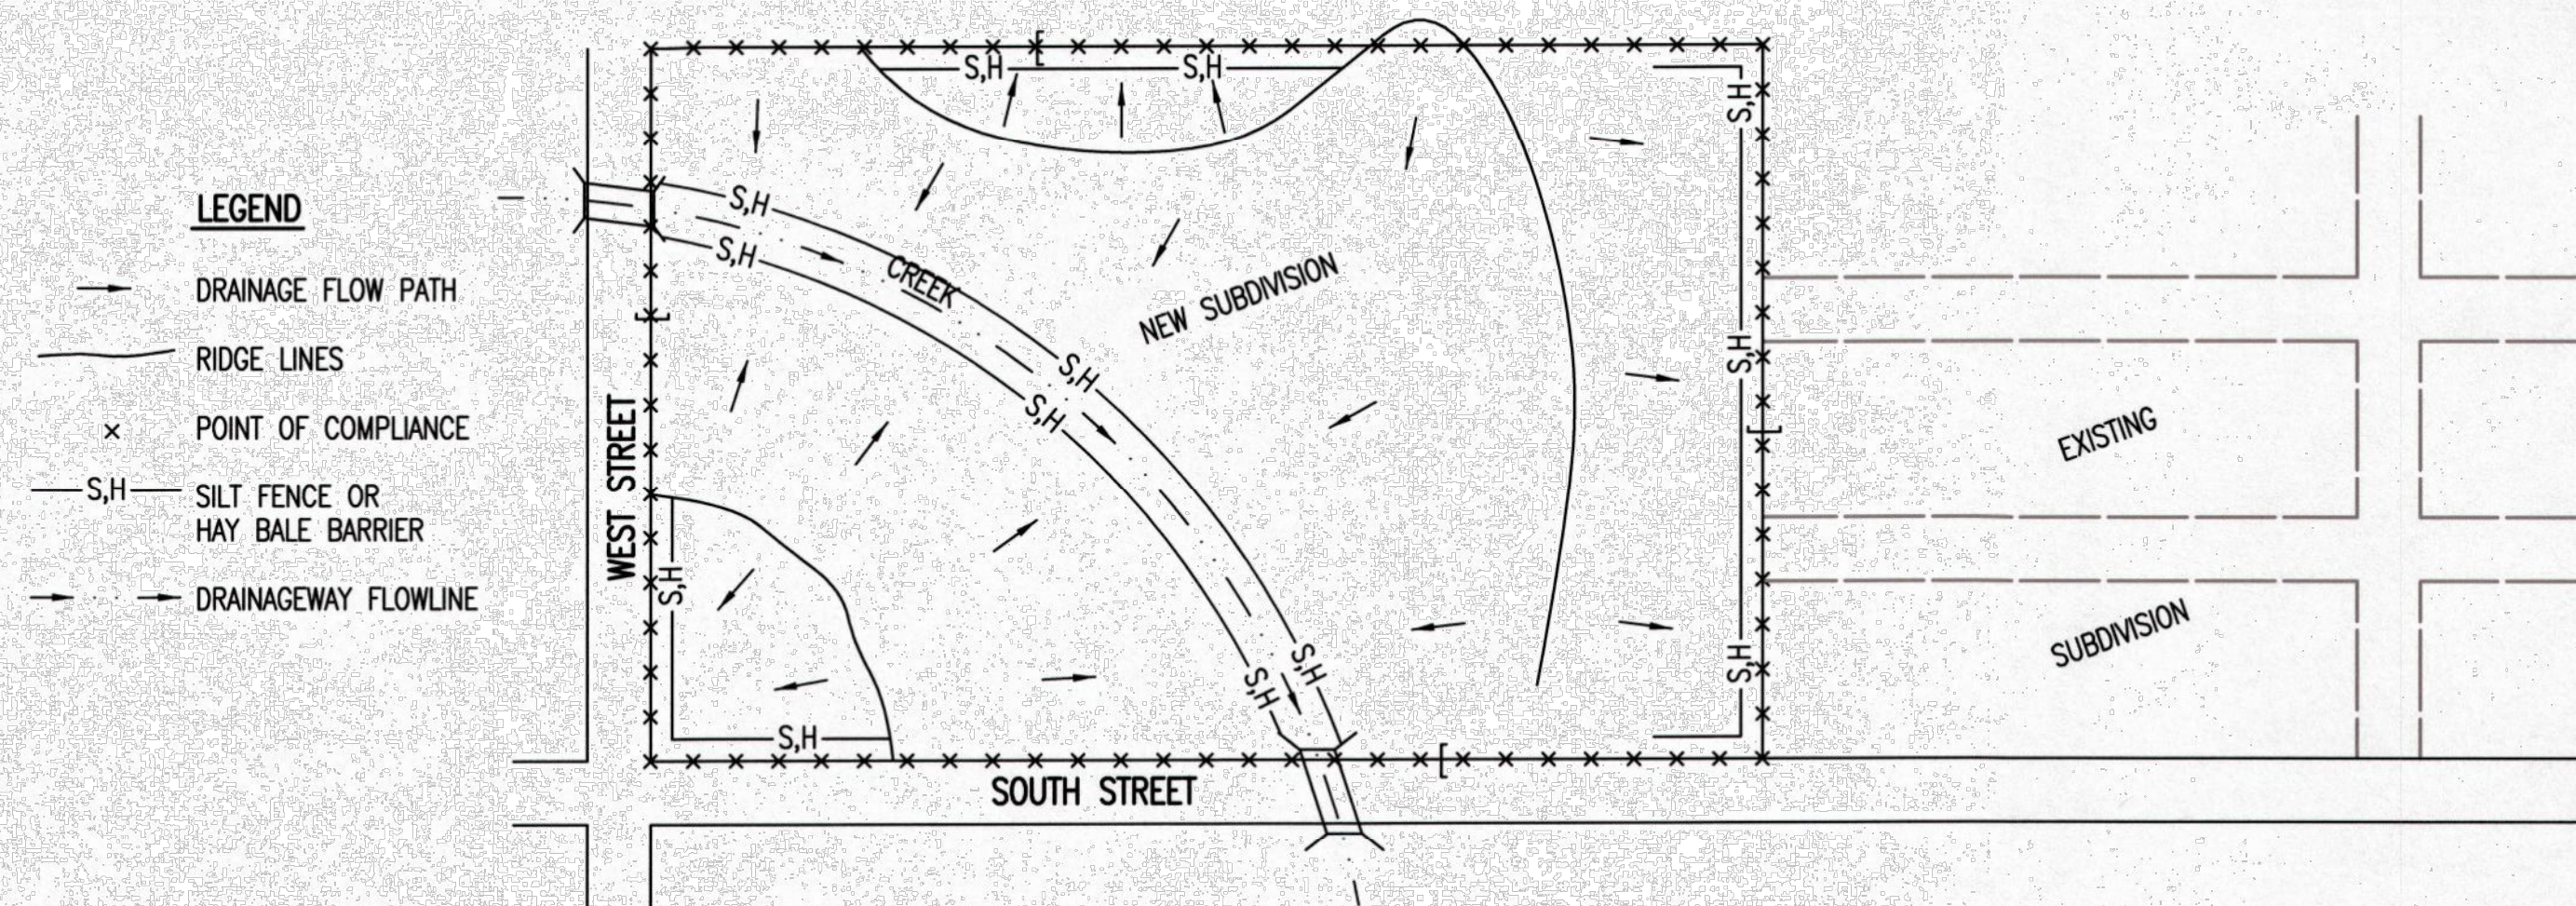 LEGEND
DRAINAGE FLOW PATH
RIDGE LINES
POINT OF COMPLIANCE
S,H
SILT FENCE OR
HAY BALE BARRIER
DRAINAGEWAY FLOWLINE
WEST STREET
S,H
S,H
S,H
S,H
CREEK
NEW SUBDIVISION
S,H
S,H
S,H
S,H
S,H
S,H
S,H
S,H
S,H
S,H
SOUTH STREET
EXISTING
SUBDIVISION